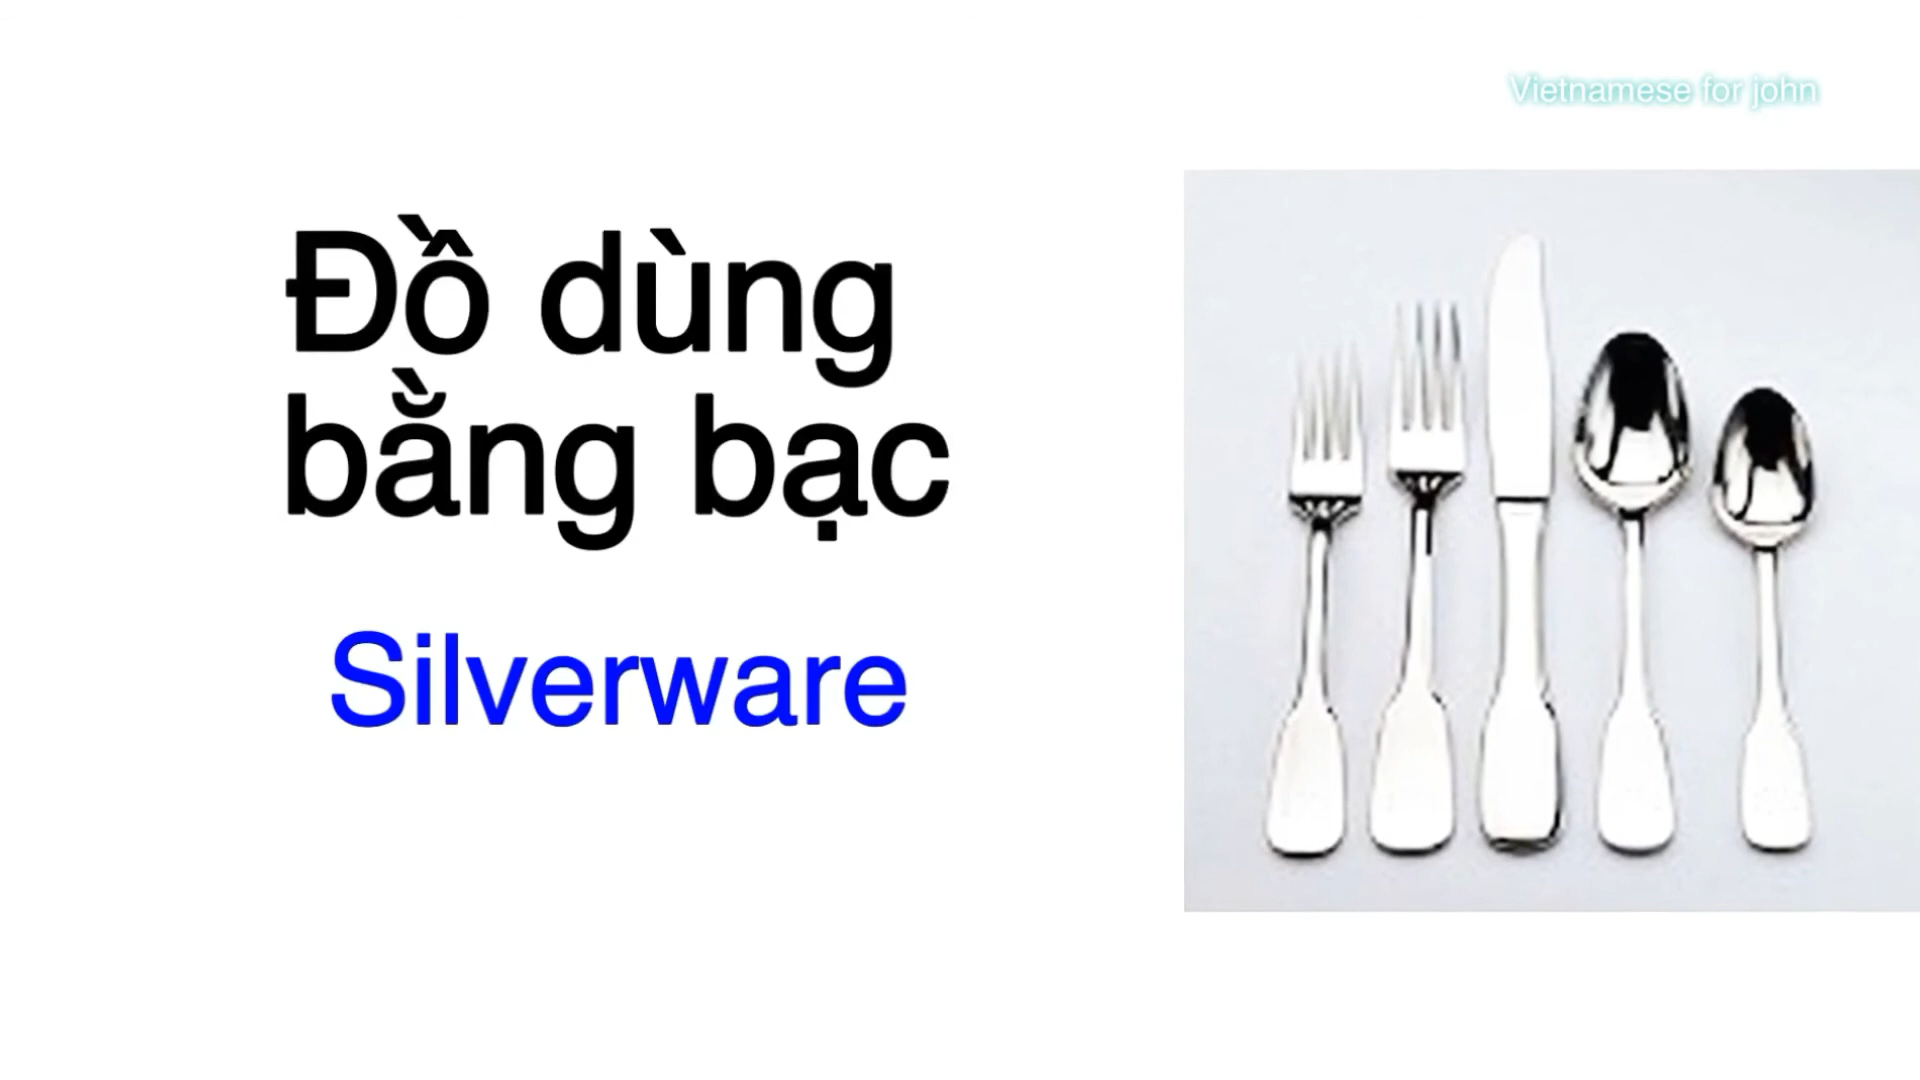 Vietnamese for john
Đồ dùng
bằng bạc
Silverware